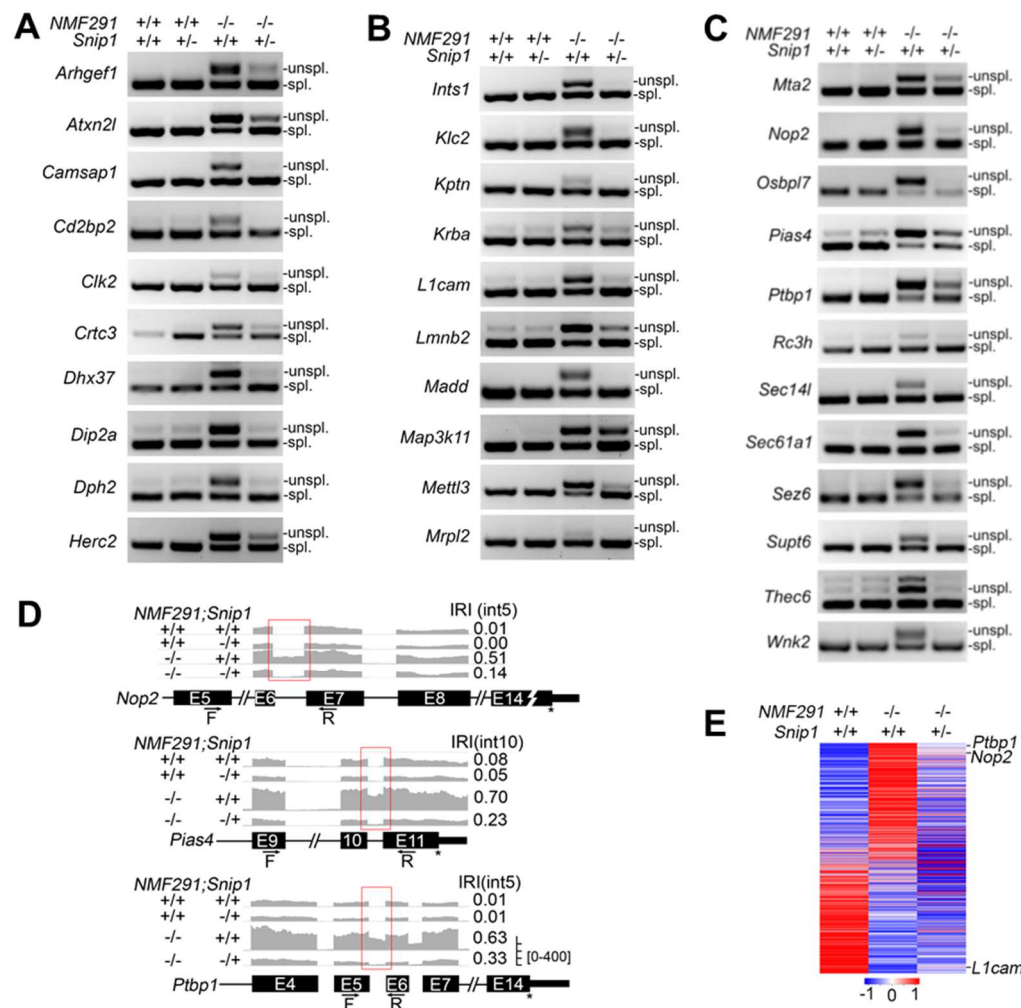 A
NMF291 +/+ +/+ -/- -/-
Snip1 +/+ +/- +/+ +/-
Arhgef1 -unspl. -spl.
Atxn2l -unspl. -spl.
Camsap1 -unspl. -spl.
Cd2bp2 -unspl. -spl.
Clk2 -unspl. -spl.
Crtc3 -unspl. -spl.
Dhx37 -unspl. -spl.
Dip2a -unspl. -spl.
Dph2 -unspl. -spl.
Herc2 -unspl. -spl.
B
NMF291 +/+ +/+ -/- -/-
Snip1 +/+ +/- +/+ +/-
Ints1 -unspl. -spl.
Klc2 -unspl. -spl.
Kptn -unspl. -spl.
Krba -unspl. -spl.
L1cam -unspl. -spl.
Lmnb2 -unspl. -spl.
Madd -unspl. -spl.
Map3k11 -unspl. -spl.
Mettl3 -unspl. -spl.
Mrpl2 -unspl. -spl.
C
NMF291 +/+ +/+ -/- -/-
Snip1 +/+ +/- +/+ +/-
Mta2 -unspl. -spl.
Nop2 -unspl. -spl.
Osbpl7 -unspl. -spl.
Pias4 -unspl. -spl.
Ptbp1 -unspl. -spl.
Rc3h -unspl. -spl.
Sec14l -unspl. -spl.
Sec61a1 -unspl. -spl.
Sez6 -unspl. -spl.
Supt6 -unspl. -spl.
Thec6 -unspl. -spl.
Wnk2 -unspl. -spl.
D
NMF291;Snip1 IRI (int5)
+/+ +/+ 0.01
+/+ -/+ 0.00
-/- +/+ 0.51
-/- -/+ 0.14
Nop2 E5 // E6 E7 E8 // E14
F R *
NMF291;Snip1 IRI(int10)
+/+ +/+ 0.08
+/+ -/+ 0.05
-/- +/+ 0.70
-/- -/+ 0.23
Pias4 E9 // 10 E11
F R *
NMF291;Snip1 IRI(int5)
+/+ +/+ 0.01
+/+ -/+ 0.01
-/- +/+ 0.63
[0-400]
-/- -/+ 0.33
Ptbp1 E4 E5 E6 E7 // E14
F R *
E
NMF291 +/+ -/- -/-
Snip1 +/+ +/+ +/-
Ptbp1
Nop2
L1cam
-1 0 1